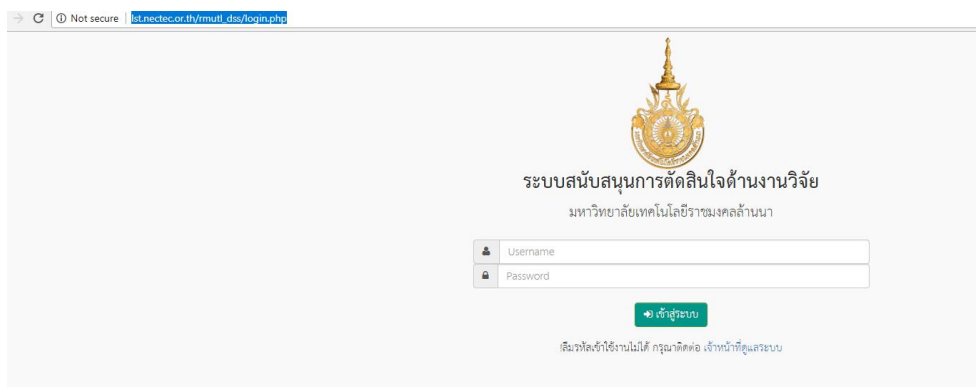 Not secure | lst.nectec.or.th/rmutl_dss/login.php
ระบบสนับสนุนการตัดสินใจด้านงานวิจัย
มหาวิทยาลัยเทคโนโลยีราชมงคลล้านนา
Username
Password
เข้าสู่ระบบ
!ลืมรหัสเข้าใช้งานไม่ได้ กรุณาติดต่อ เจ้าหน้าที่ดูแลระบบ